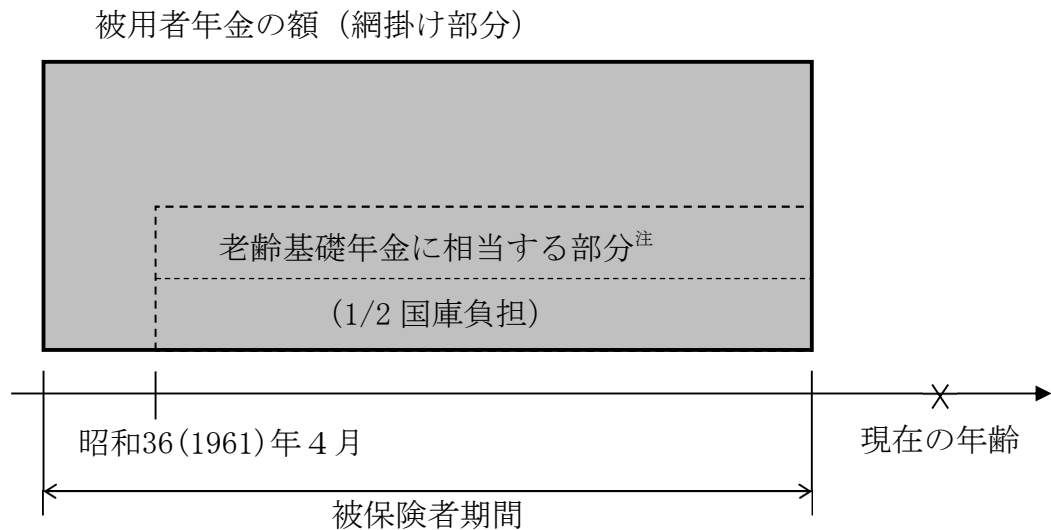 被用者年金の額（網掛け部分）
老齢基礎年金に相当する部分注
（1/2 国庫負担）
昭和36(1961)年４月
現在の年齢
被保険者期間